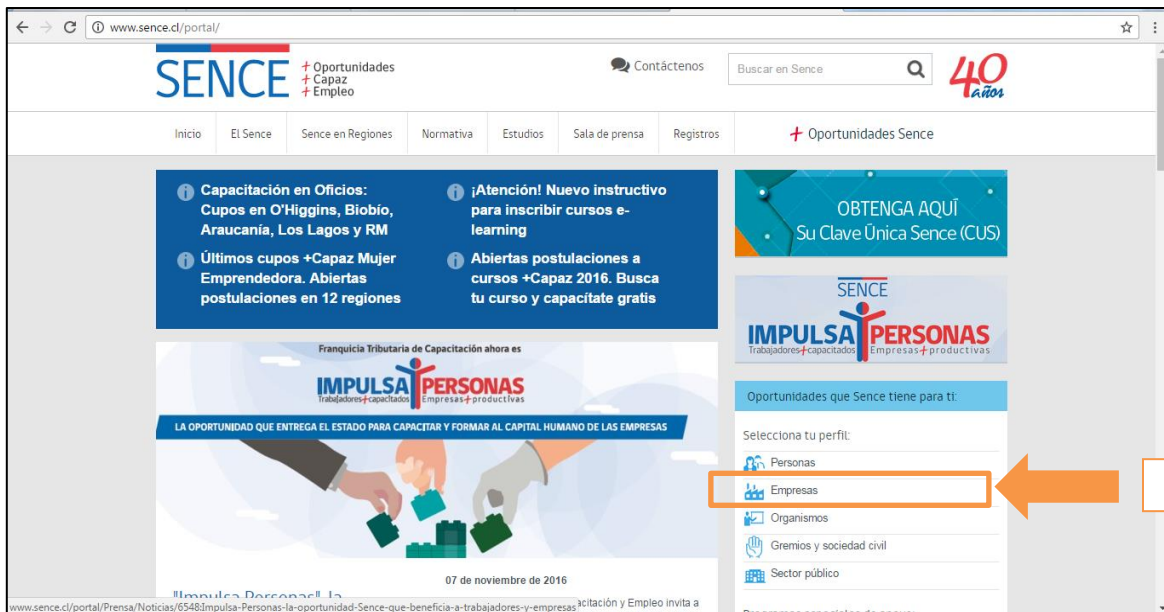 www.sence.cl/portal/
SENCE
+ Oportunidades
+ Capaz
+ Empleo
Contáctenos
Buscar en Sence
40
años
Inicio
El Sence
Sence en Regiones
Normativa
Estudios
Sala de prensa
Registros
+ Oportunidades Sence
Capacitación en Oficios:
Cupos en O'Higgins, Biobío,
Araucanía, Los Lagos y RM
Últimos cupos +Capaz Mujer
Emprendedora. Abiertas
postulaciones en 12 regiones
¡Atención! Nuevo instructivo
para inscribir cursos e-
learning
Abiertas postulaciones a
cursos +Capaz 2016. Busca
tu curso y capacítate gratis
OBTENGA AQUÍ
Su Clave Única Sence (CUS)
SENCE
IMPULSA PERSONAS
Trabajadores+capacitados Empresas+productivas
Franquicia Tributaria de Capacitación ahora es
IMPULSA PERSONAS
Trabajadores+capacitados Empresas+productivas
LA OPORTUNIDAD QUE ENTREGA EL ESTADO PARA CAPACITAR Y FORMAR AL CAPITAL HUMANO DE LAS EMPRESAS
Oportunidades que Sence tiene para ti:
Selecciona tu perfil:
Personas
Empresas
Organismos
Gremios y sociedad civil
Sector público
07 de noviembre de 2016
"Impulsa Personas", la
acitación y Empleo invita a
www.sence.cl/portal/Prensa/Noticias/6548:Impulsa-Personas-la-oportunidad-Sence-que-beneficia-a-trabajadores-y-empresas